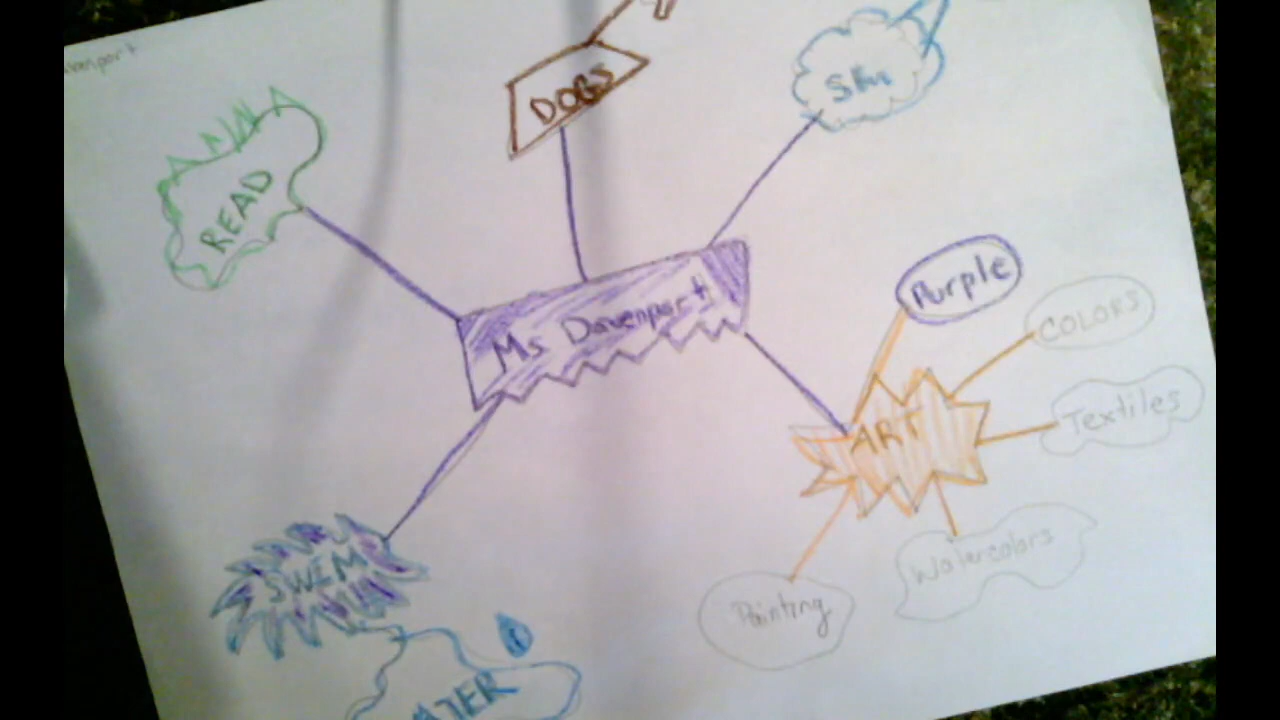 DOGS
READ
Purple
COLORS
Ms Davenport
Textiles
ART
Watercolors
SWIM
Painting